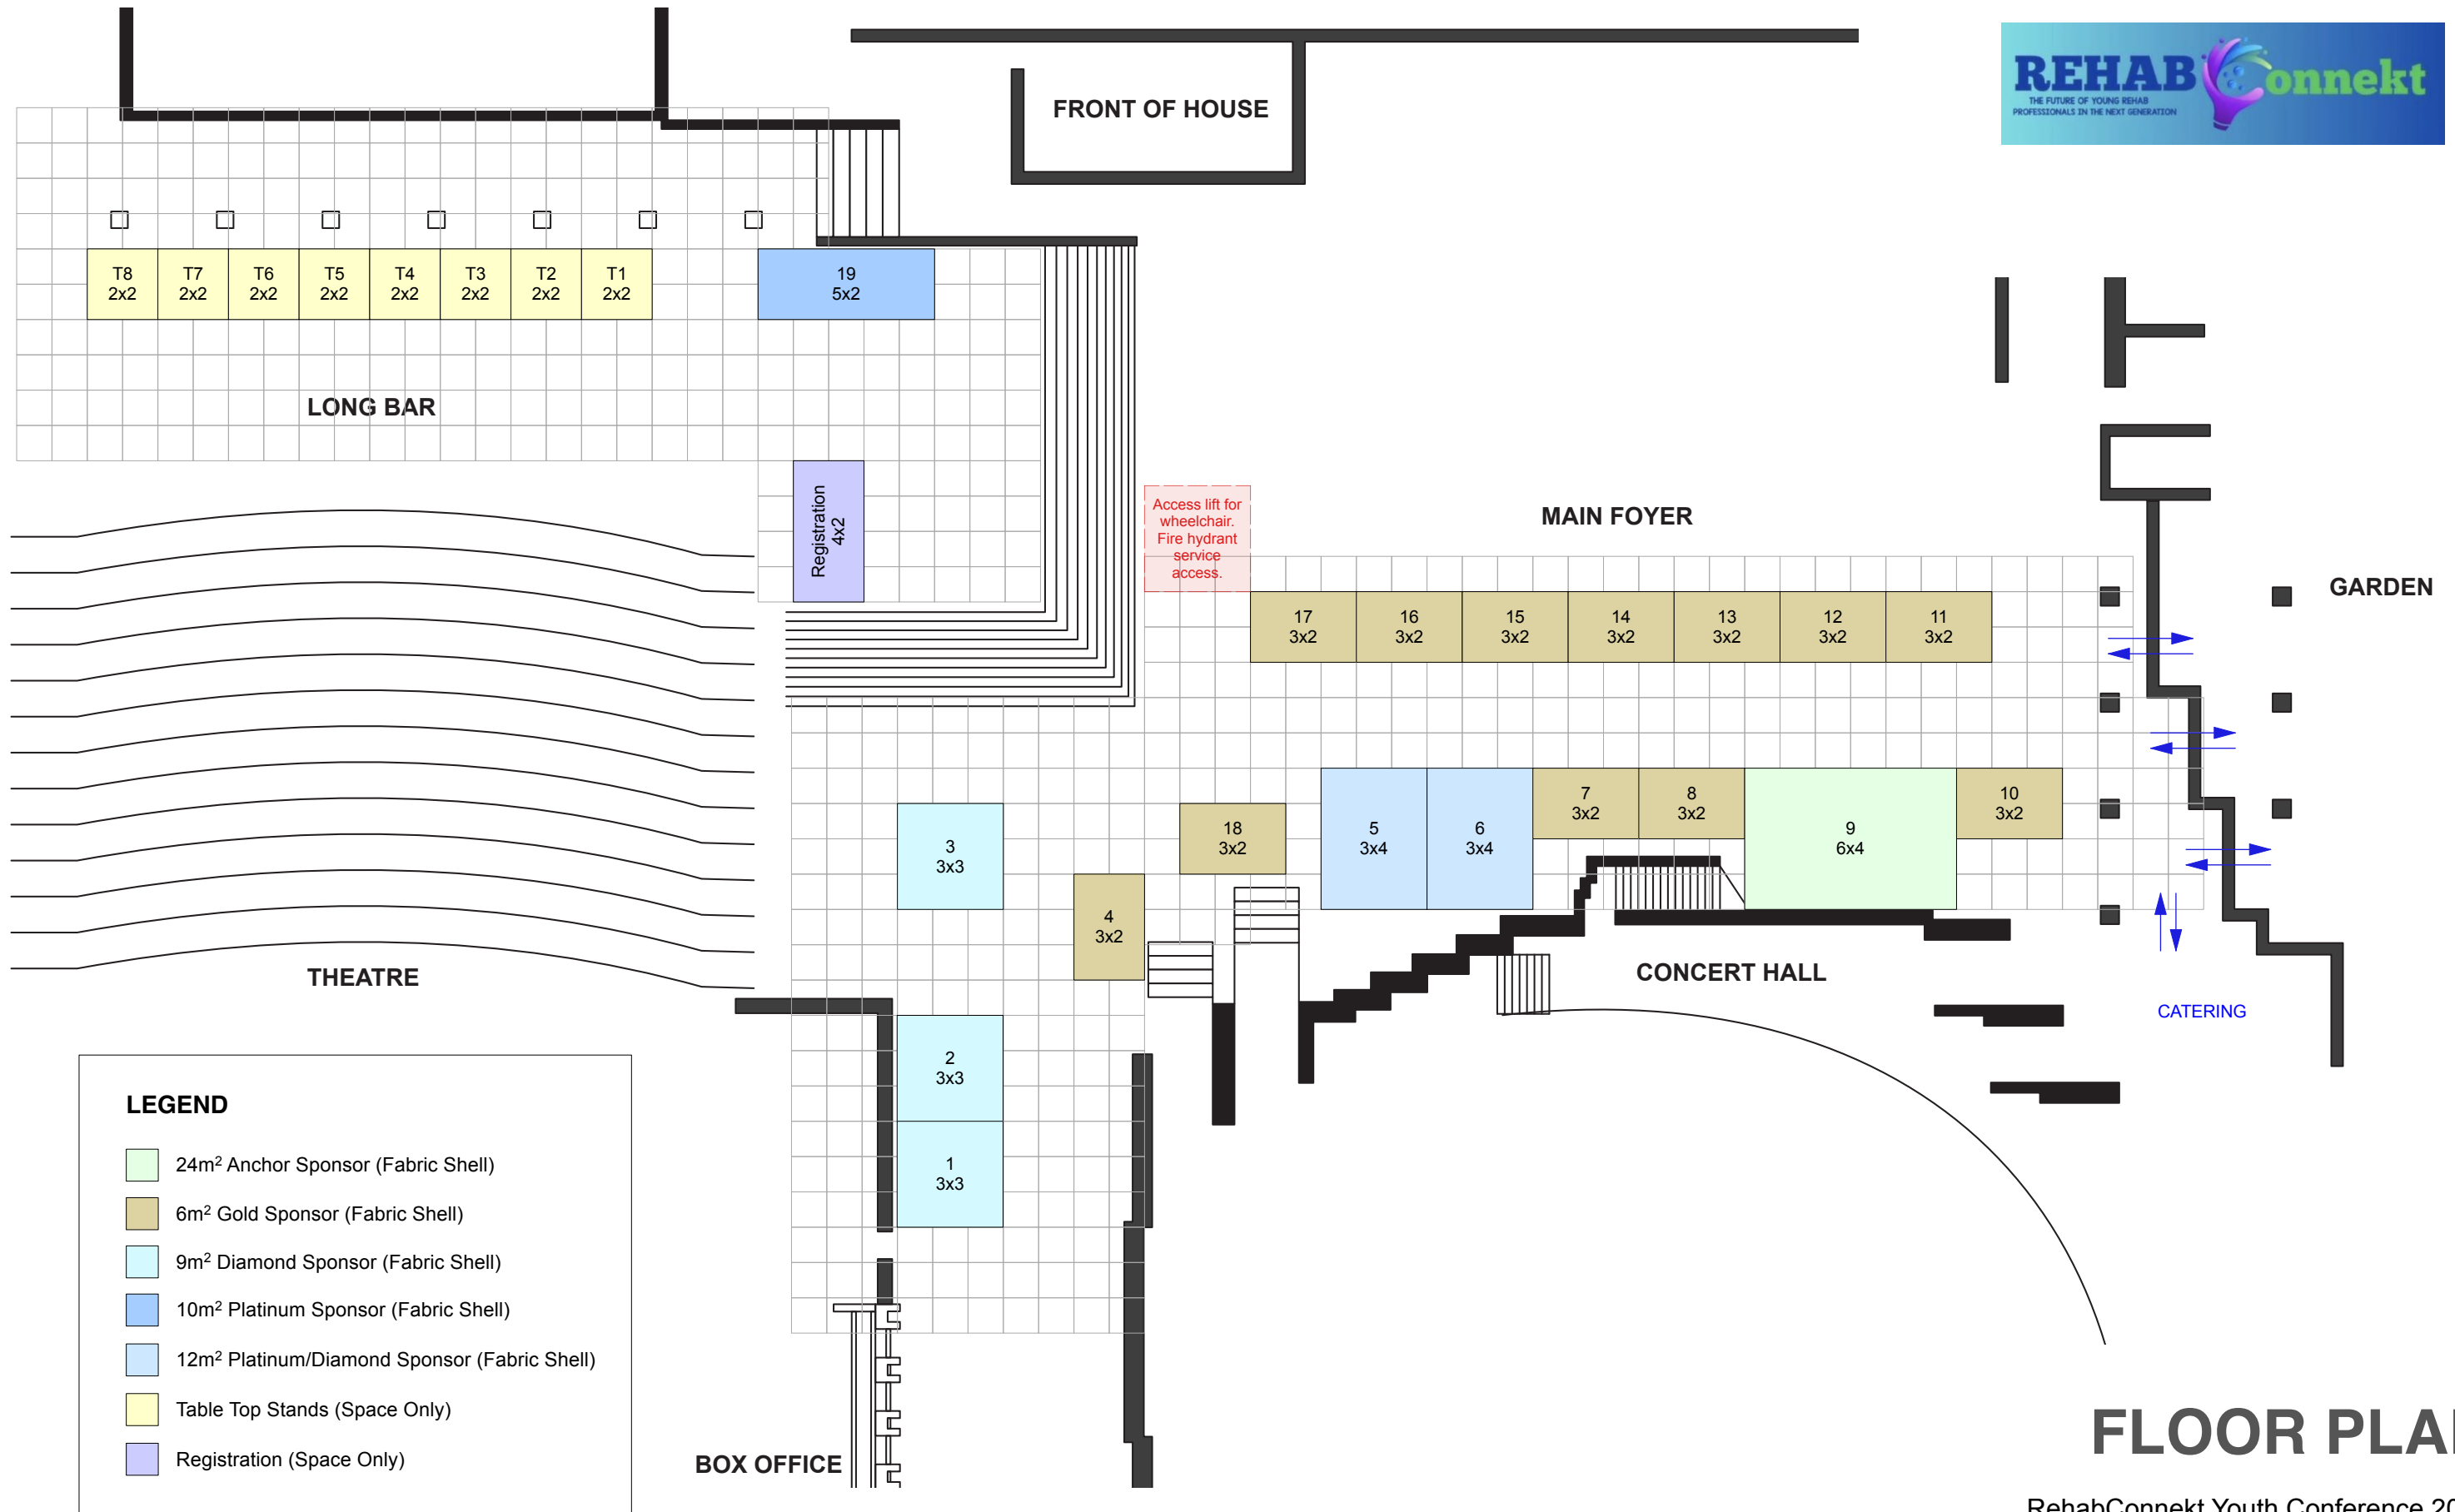 FRONT OF HOUSE
REHAB Connekt
THE FUTURE OF YOUNG REHAB
PROFESSIONALS IN THE NEXT GENERATION
T8
2x2
T7
2x2
T6
2x2
T5
2x2
T4
2x2
T3
2x2
T2
2x2
T1
2x2
19
5x2
LONG BAR
Registration
4x2
Access lift for
wheelchair.
Fire hydrant
service
access.
MAIN FOYER
GARDEN
17
3x2
16
3x2
15
3x2
14
3x2
13
3x2
12
3x2
11
3x2
3
3x3
4
3x2
18
3x2
5
3x4
6
3x4
7
3x2
8
3x2
9
6x4
10
3x2
THEATRE
CONCERT HALL
CATERING
2
3x3
1
3x3
LEGEND
24m² Anchor Sponsor (Fabric Shell)
6m² Gold Sponsor (Fabric Shell)
9m² Diamond Sponsor (Fabric Shell)
10m² Platinum Sponsor (Fabric Shell)
12m² Platinum/Diamond Sponsor (Fabric Shell)
Table Top Stands (Space Only)
Registration (Space Only)
BOX OFFICE
FLOOR
RehabConnekt Youth Conference